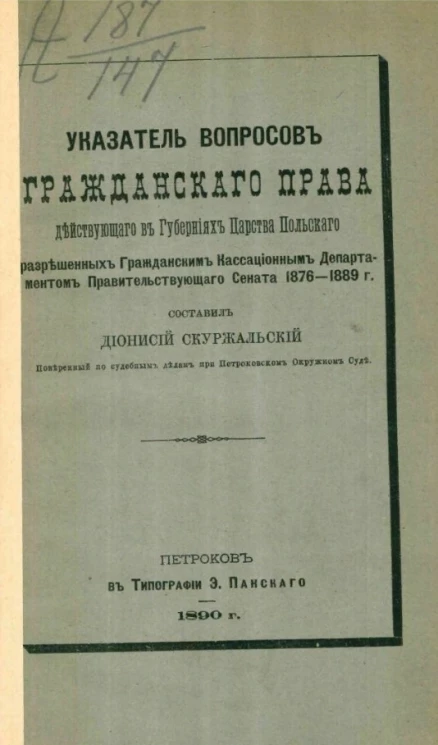 187
147
УКАЗАТЕЛЬ ВОПРОСОВЪ
ГРАЖДАНСКАГО ПРАВА
дѣйствующаго въ Губерніяхъ Царства Польскаго
разрѣшенныхъ Гражданскимъ Кассаціоннымъ Департа-
ментомъ Правительствующаго Сената 1876—1889 г.
СОСТАВИЛЪ
ДІОНИСІЙ СКУРЖАЛЬСКІЙ
Повѣренный по судебнымъ дѣламъ при Петроковскомъ Окружномъ Судѣ.
ПЕТРОКОВЪ
въ Типографіи Э. Панскаго
1890 г.